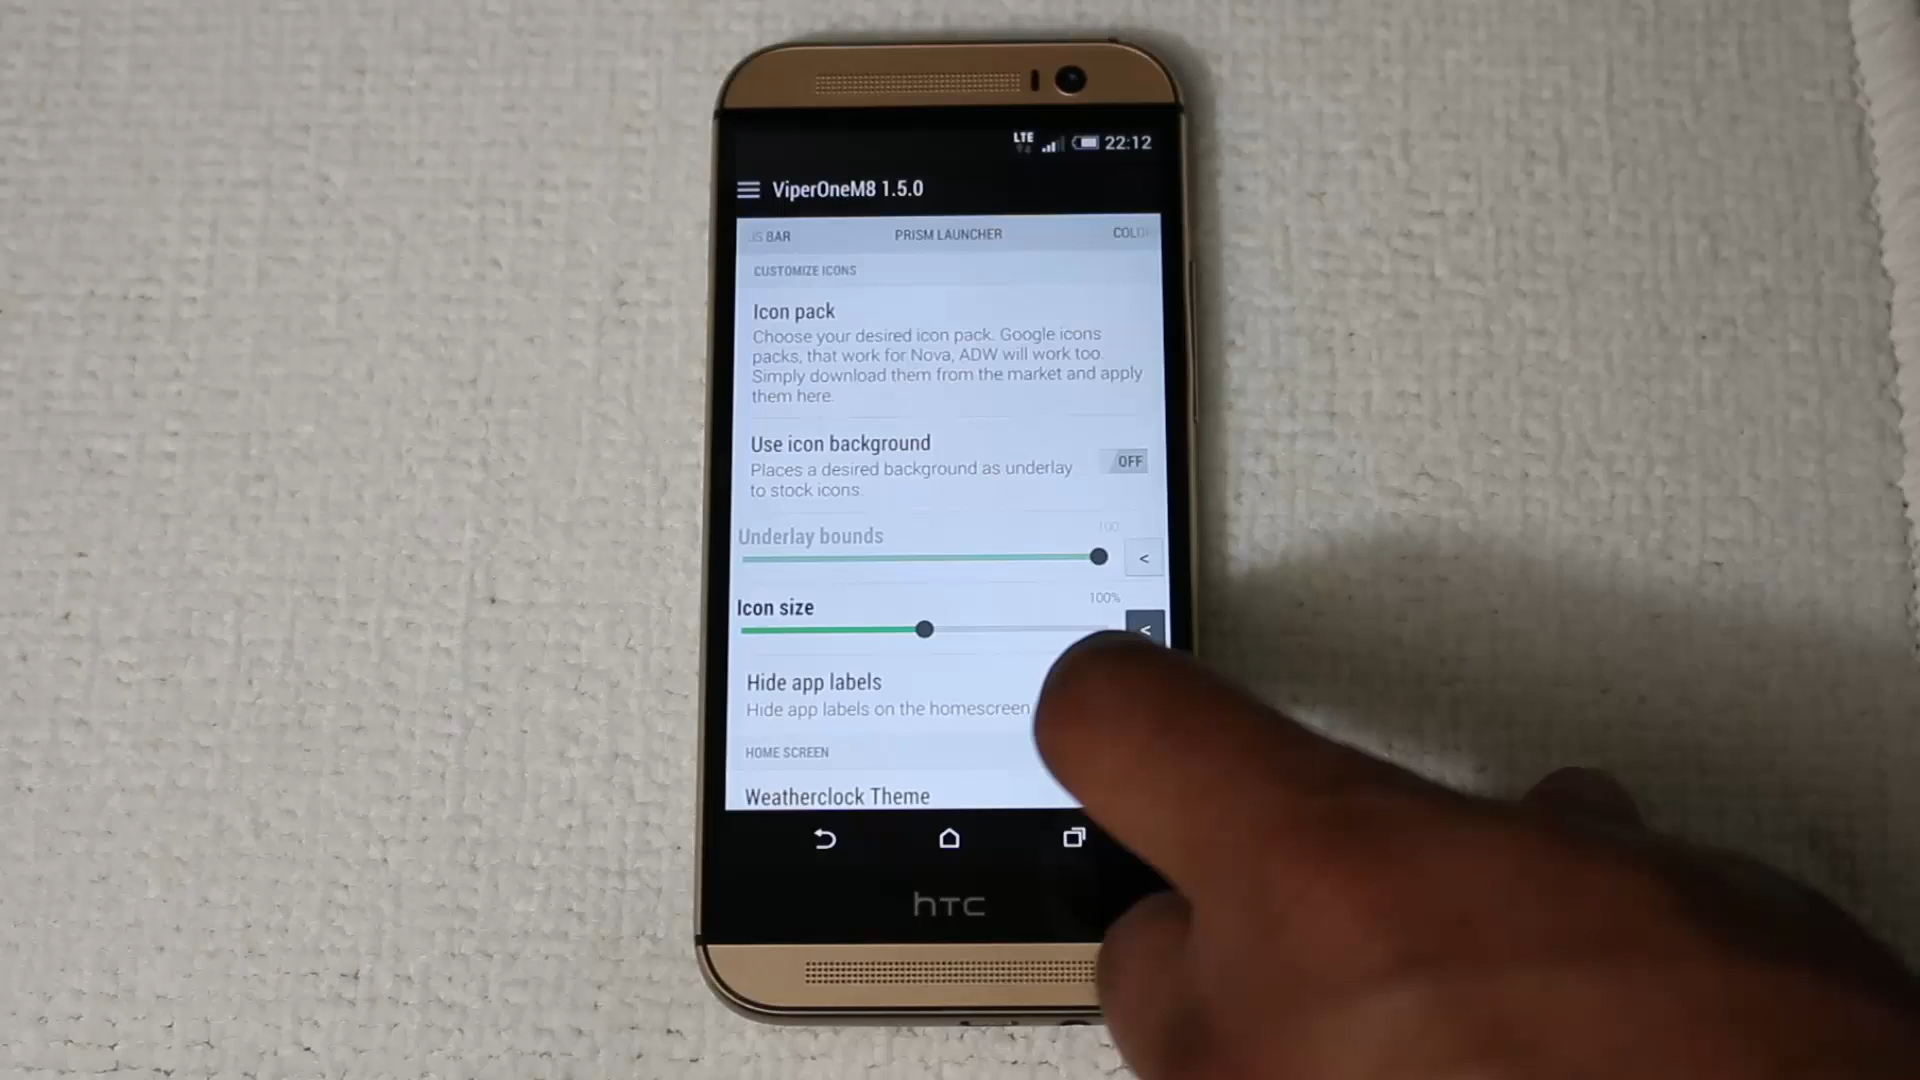 LTE 22:12
ViperOneM8 1.5.0
BAR PRISM LAUNCHER COLO
CUSTOMIZE ICONS
Icon pack
Choose your desired icon pack. Google icons
packs, that work for Nova, ADW will work too.
Simply download them from the market and apply
them here.
Use icon background
Places a desired background as underlay
to stock icons.
OFF
Underlay bounds 100
<
Icon size 100%
<
Hide app labels
Hide app labels on the homescreen
HOME SCREEN
Weatherclock Theme
hTC